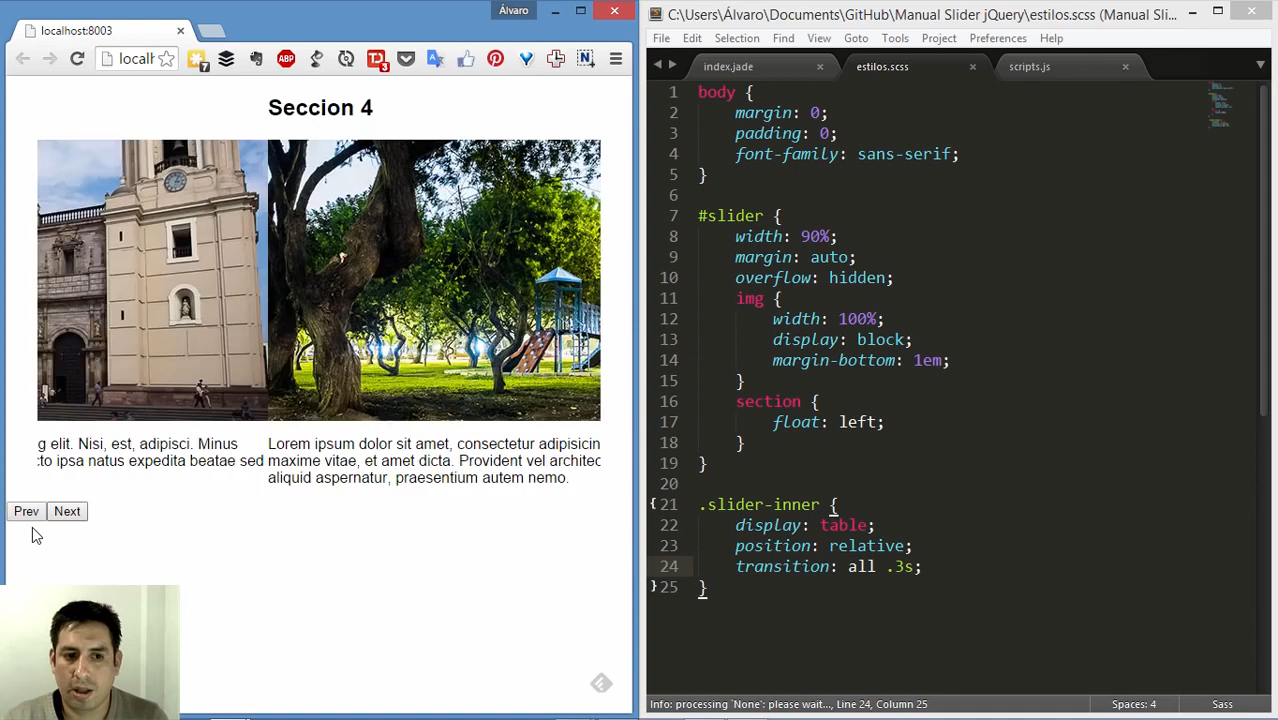 Álvaro
localhost:8003
localh
7
ABP
3
Seccion 4
g elit. Nisi, est, adipisci. Minus
:to ipsa natus expedita beatae sed
Lorem ipsum dolor sit amet, consectetur adipisicin
maxime vitae, et amet dicta. Provident vel architec
aliquid aspernatur, praesentium autem nemo.
Prev Next
C:\Users\Álvaro\Documents\GitHub\Manual Slider jQuery\estilos.scss (Manual Sli...
File Edit Selection Find View Goto Tools Project Preferences Help
index.jade estilos.scss scripts.js
1 body {
2 margin: 0;
3 padding: 0;
4 font-family: sans-serif;
5 }
6
7 #slider {
8 width: 90%;
9 margin: auto;
10 overflow: hidden;
11 img {
12 width: 100%;
13 display: block;
14 margin-bottom: 1em;
15 }
16 section {
17 float: left;
18 }
19 }
20
21 .slider-inner {
22 display: table;
23 position: relative;
24 transition: all .3s;
25 }
Info: processing `None`: please wait..., Line 24, Column 25 Spaces: 4 Sass